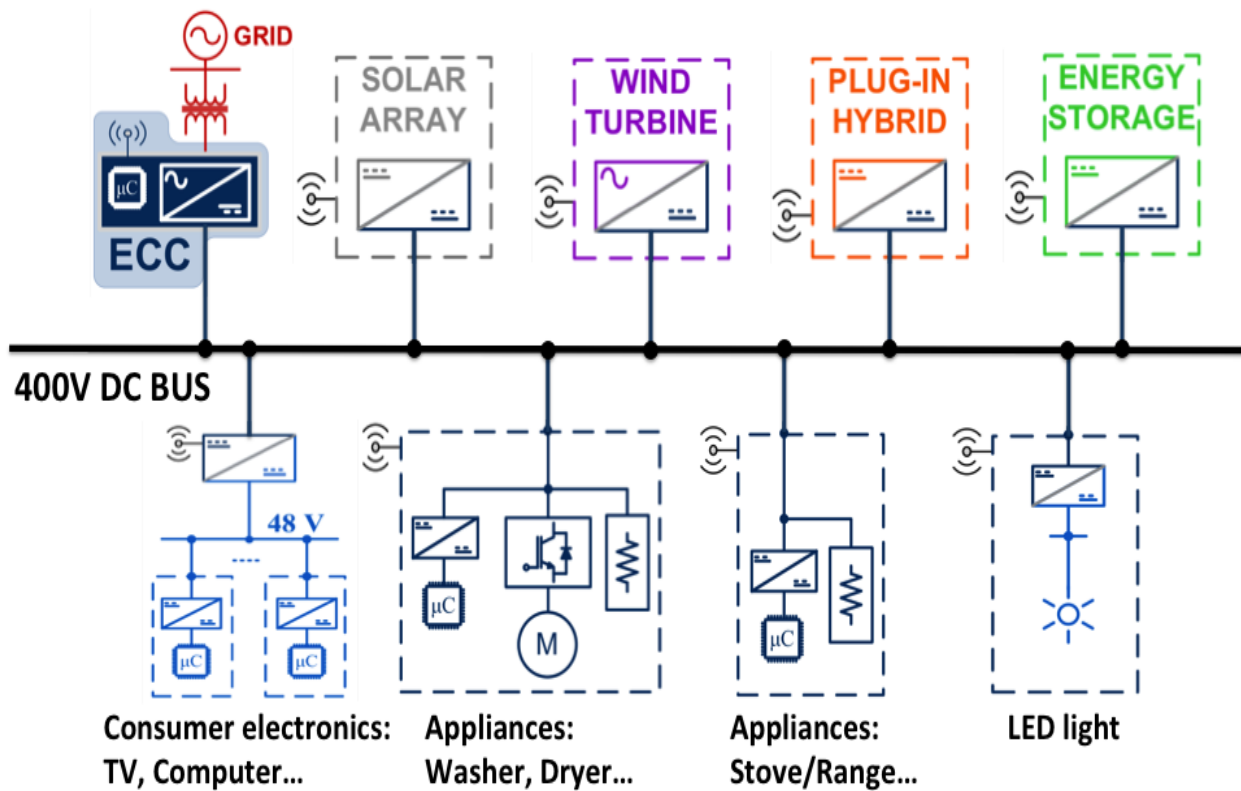 GRID
SOLAR
ARRAY
WIND
TURBINE
PLUG-IN
HYBRID
ENERGY
STORAGE
µC
ECC
400V DC BUS
48 V
µC
µC
µC
M
µC
Consumer electronics:
TV, Computer...
Appliances:
Washer, Dryer...
Appliances:
Stove/Range...
LED light